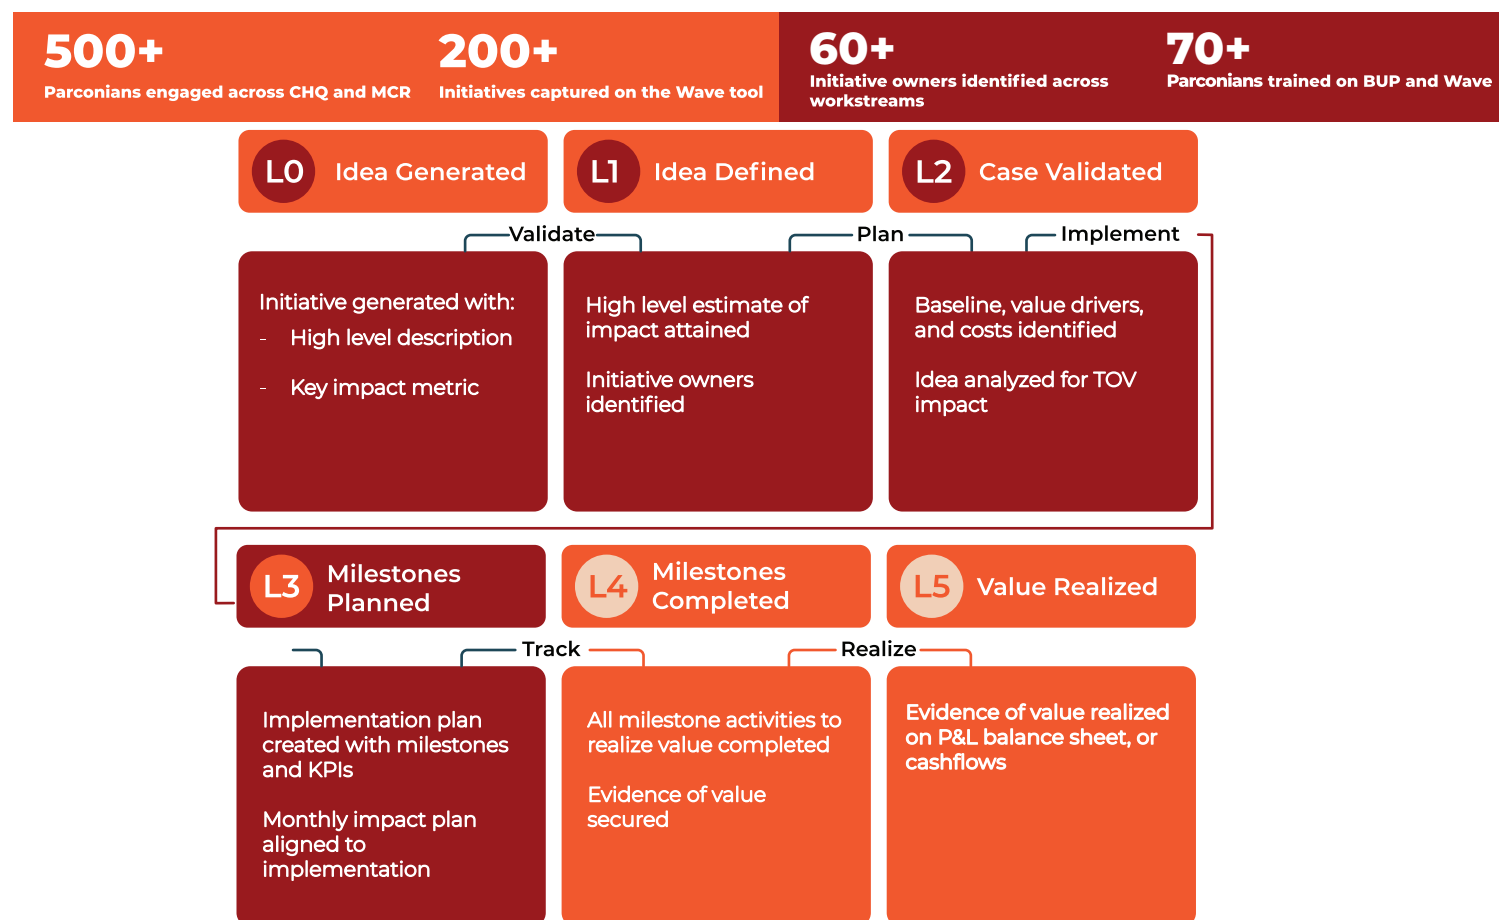 500+
Parconians engaged across CHQ and MCR
200+
Initiatives captured on the Wave tool
60+
Initiative owners identified across
workstreams
70+
Parconians trained on BUP and Wave
L0
Idea Generated
L1
Idea Defined
L2
Case Validated
Validate
Plan
Implement
Initiative generated with:
- High level description
- Key impact metric
High level estimate of
impact attained
Initiative owners
identified
Baseline, value drivers,
and costs identified
Idea analyzed for TOV
impact
L3
Milestones
Planned
L4
Milestones
Completed
L5
Value Realized
Track
Realize
Implementation plan
created with milestones
and KPIs
Monthly impact plan
aligned to
implementation
All milestone activities to
realize value completed
Evidence of value
secured
Evidence of value realized
on P&L balance sheet, or
cashflows